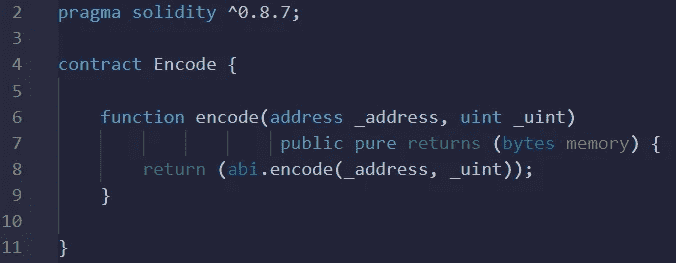 2 pragma solidity ^0.8.7;
3
4 contract Encode {
5
6     function encode(address _address, uint _uint)
7                      public pure returns (bytes memory) {
8         return (abi.encode(_address, _uint));
9     }
10
11 }